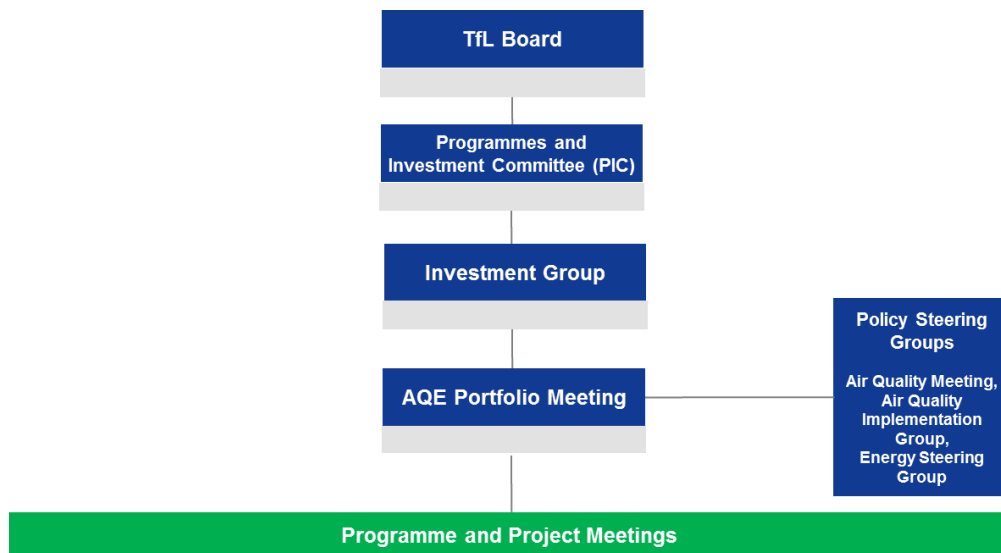 TfL Board
Programmes and
Investment Committee (PIC)
Investment Group
AQE Portfolio Meeting
Policy Steering
Groups
Air Quality Meeting,
Air Quality
Implementation
Group,
Energy Steering
Group
Programme and Project Meetings